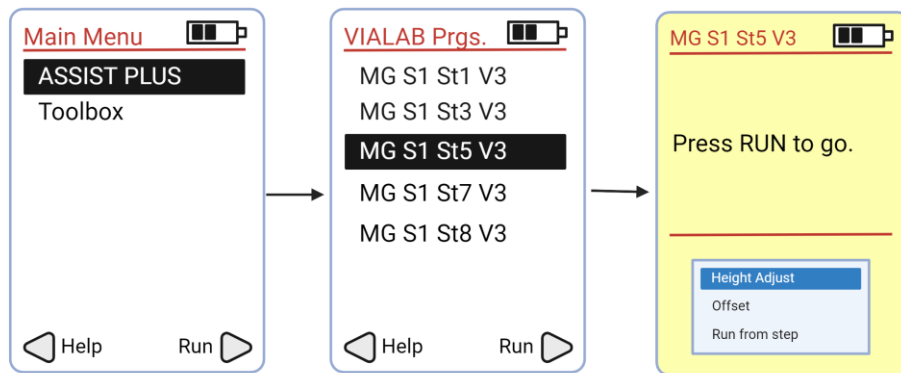 Main Menu
ASSIST PLUS
Toolbox
Help
Run
VIALAB Prgs.
MG S1 St1 V3
MG S1 St3 V3
MG S1 St5 V3
MG S1 St7 V3
MG S1 St8 V3
Help
Run
MG S1 St5 V3
Press RUN to go.
Height Adjust
Offset
Run from step